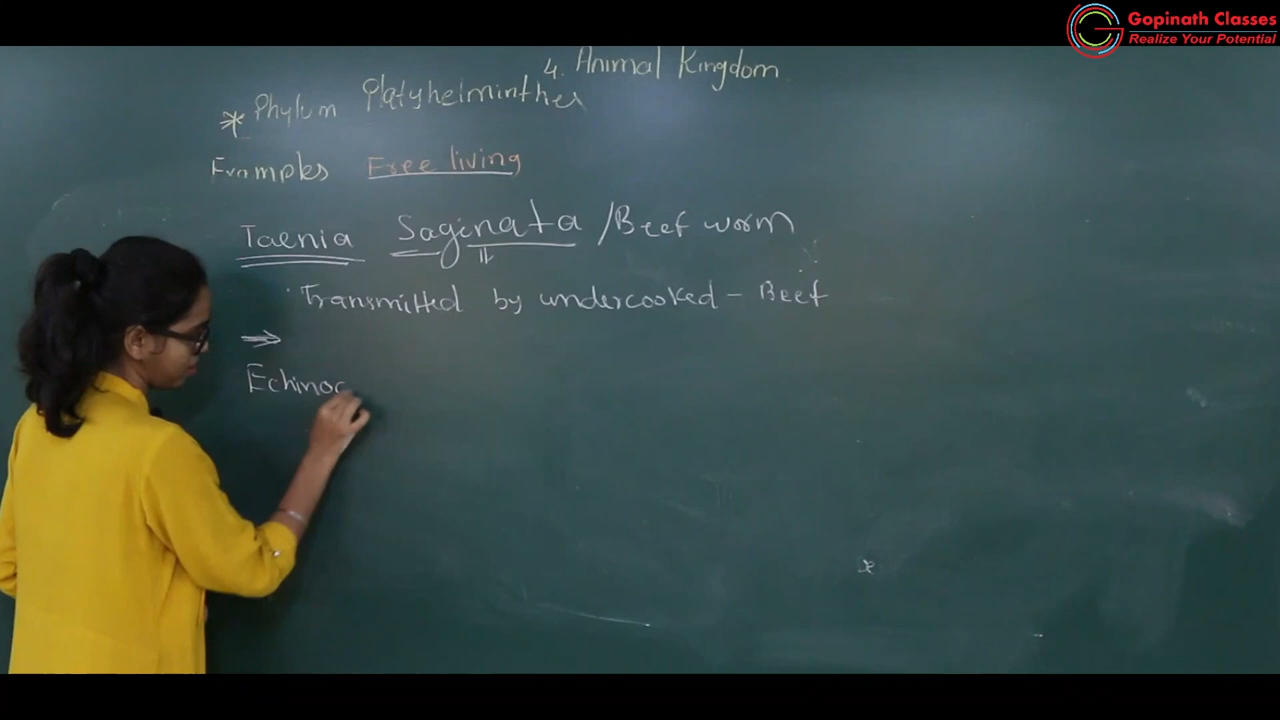 Gopinath Classes
Realize Your Potential
4. Animal Kingdom
* Phylum Platyhelminthes
Examples Free living
Taenia Saginata / Beef worm
Transmitted by undercooked - Beef
⇒
Echinoc